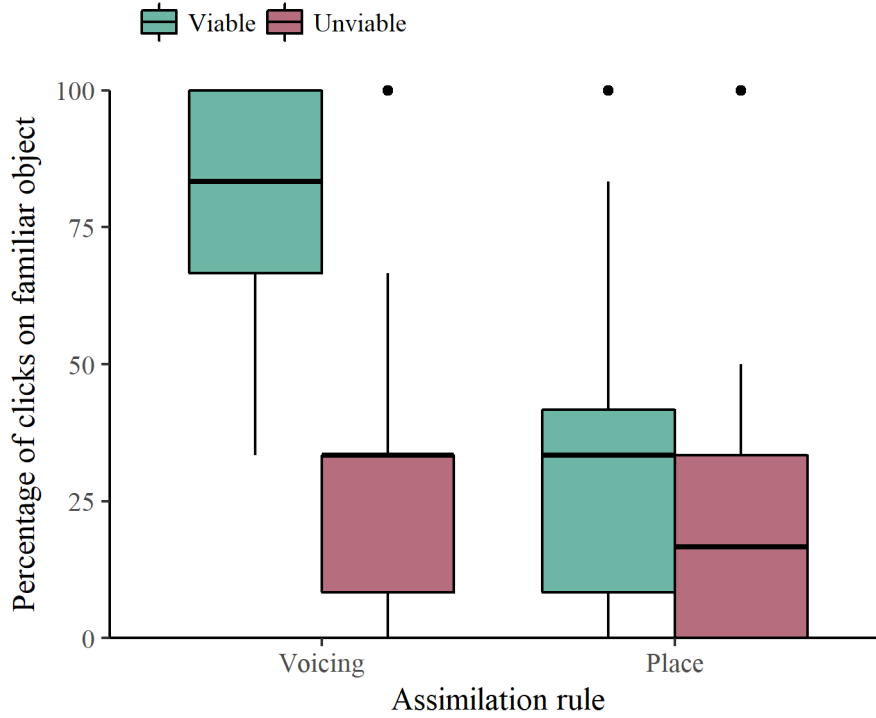 Viable Unviable
Percentage of clicks on familiar object
100
75
50
25
0
Voicing Place
Assimilation rule